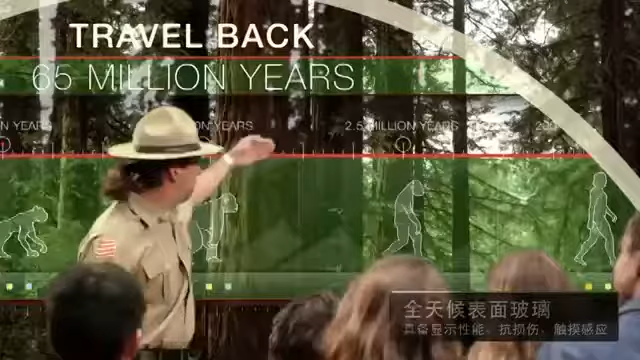 TRAVEL BACK
65 MILLION YEARS
2.5 MILLION YEARS
全天候表面玻璃
具备显示性能、抗损伤、触摸感应